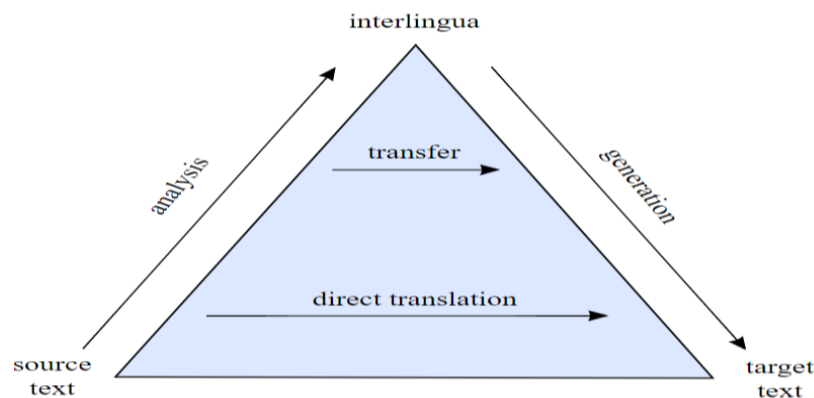 interlingua
transfer
analysis
generation
direct translation
source
text
target
text